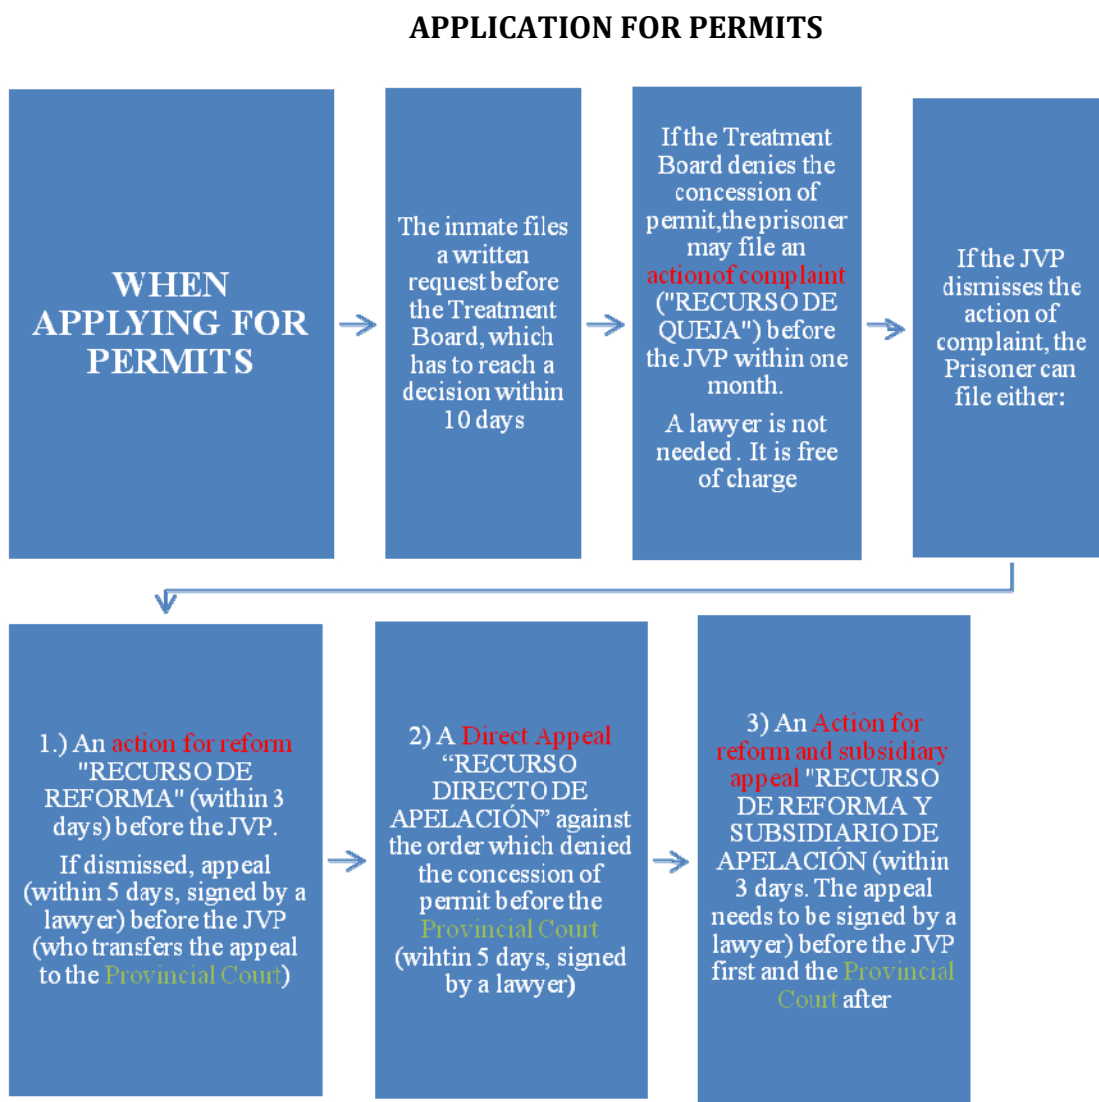 APPLICATION FOR PERMITS
WHEN
APPLYING FOR
PERMITS
The inmate files
a written
request before
the Treatment
Board, which
has to reach a
decision within
10 days
If the Treatment
Board denies the
concession of
permit,the prisoner
may file an
actionof complaint
("RECURSO DE
QUEJA") before
the JVP within one
month.
A lawyer is not
needed . It is free
of charge
If the JVP
dismisses the
action of
complaint, the
Prisoner can
file either:
1.) An action for reform
"RECURSO DE
REFORMA" (within 3
days) before the JVP.
If dismissed, appeal
(within 5 days, signed by a
lawyer) before the JVP
(who transfers the appeal
to the Provincial Court)
2) A Direct Appeal
“RECURSO
DIRECTO DE
APELACIÓN” against
the order which denied
the concession of
permit before the
Provincial Court
(wihtin 5 days, signed
by a lawyer)
3) An Action for
reform and subsidiary
appeal "RECURSO
DE REFORMA Y
SUBSIDIARIO DE
APELACIÓN (within
3 days. The appeal
needs to be signed by a
lawyer) before the JVP
first and the Provincial
Court after